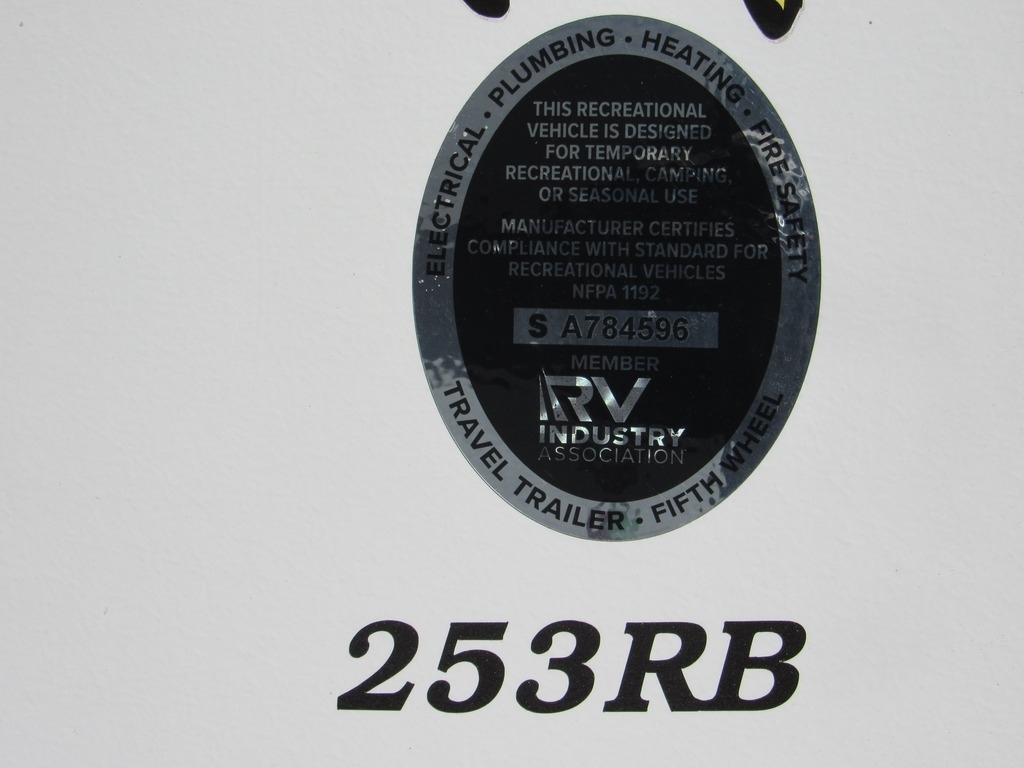 ELECTRICAL • PLUMBING • HEATING • FIRE SAFETY
THIS RECREATIONAL
VEHICLE IS DESIGNED
FOR TEMPORARY
RECREATIONAL, CAMPING,
OR SEASONAL USE
MANUFACTURER CERTIFIES
COMPLIANCE WITH STANDARD FOR
RECREATIONAL VEHICLES
NFPA 1192
S A784596
MEMBER
RV
INDUSTRY
ASSOCIATION
TRAVEL TRAILER • FIFTH WHEEL
253RB